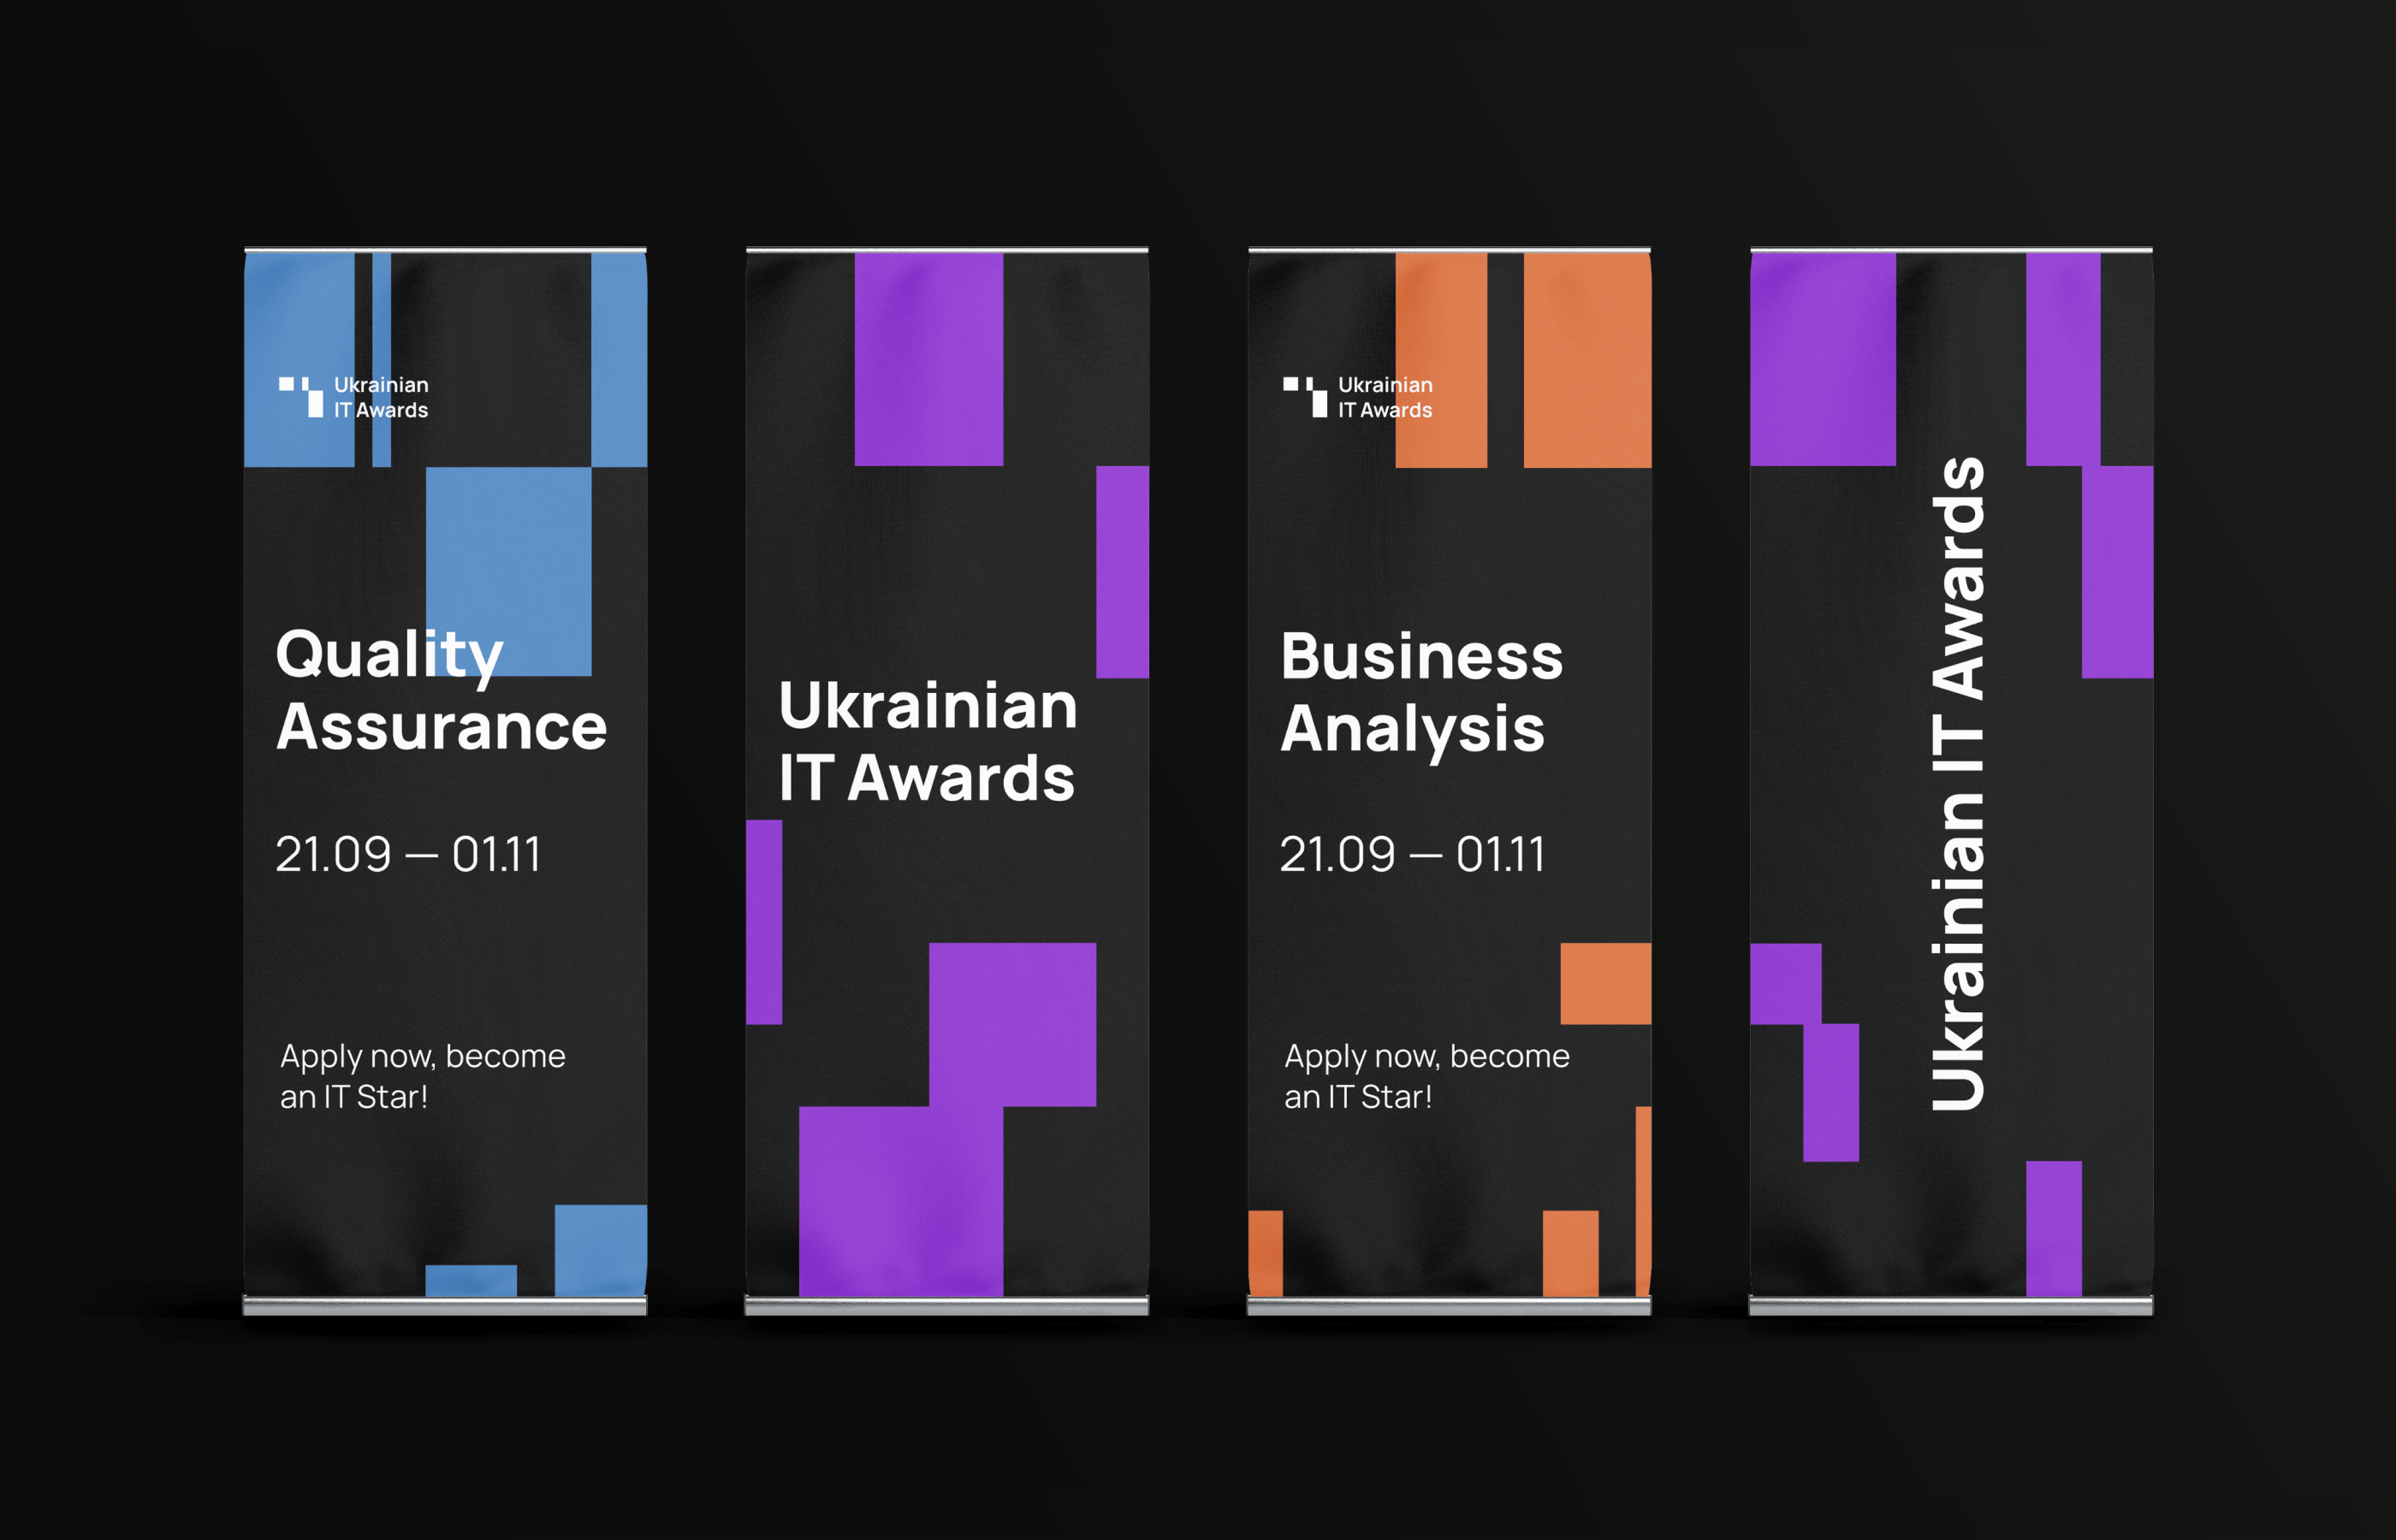 Ukrainian
IT Awards
Quality
Assurance
21.09 — 01.11
Apply now, become
an IT Star!
Ukrainian
IT Awards
Ukrainian
IT Awards
Business
Analysis
21.09 — 01.11
Apply now, become
an IT Star!
Ukrainian IT Awards